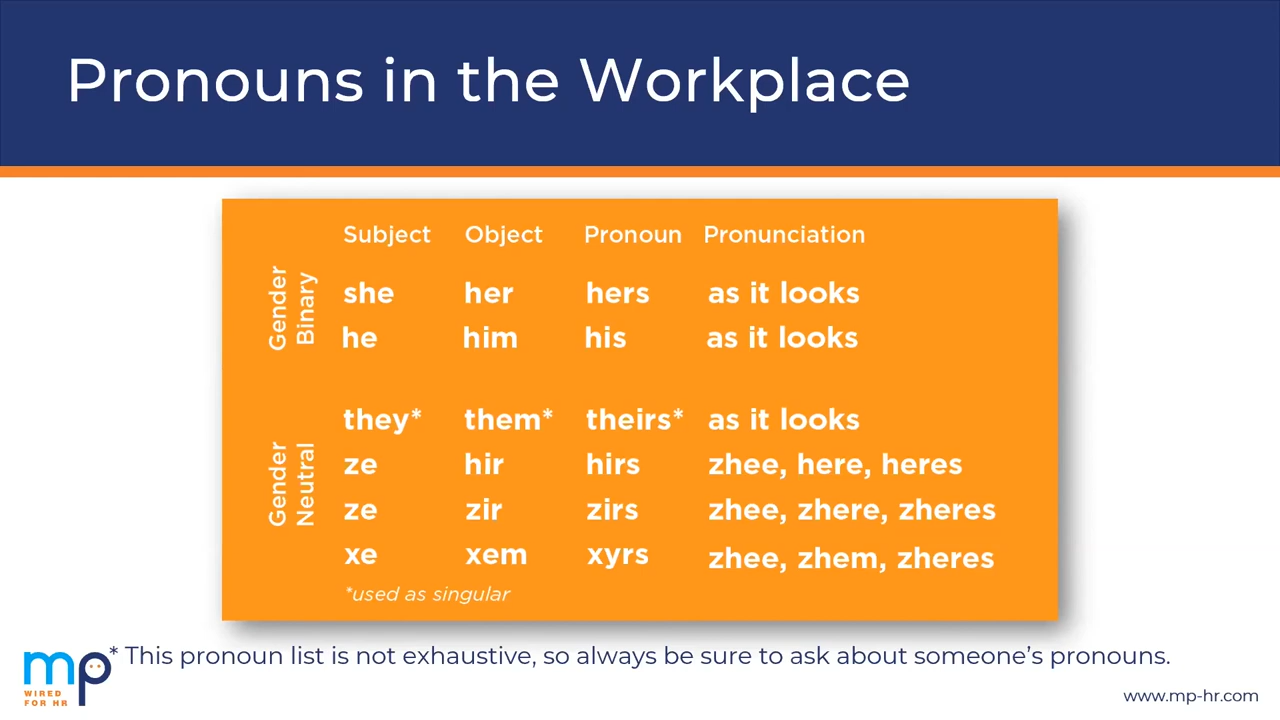 Pronouns in the Workplace
Subject Object Pronoun Pronunciation
Gender
Binary
she her hers as it looks
he him his as it looks
Gender
Neutral
they* them* theirs* as it looks
ze hir hirs zhee, here, heres
ze zir zirs zhee, zhere, zheres
xe xem xyrs zhee, zhem, zheres
*used as singular
* This pronoun list is not exhaustive, so always be sure to ask about someone's pronouns.
mp
WIRED
FOR HR
www.mp-hr.com